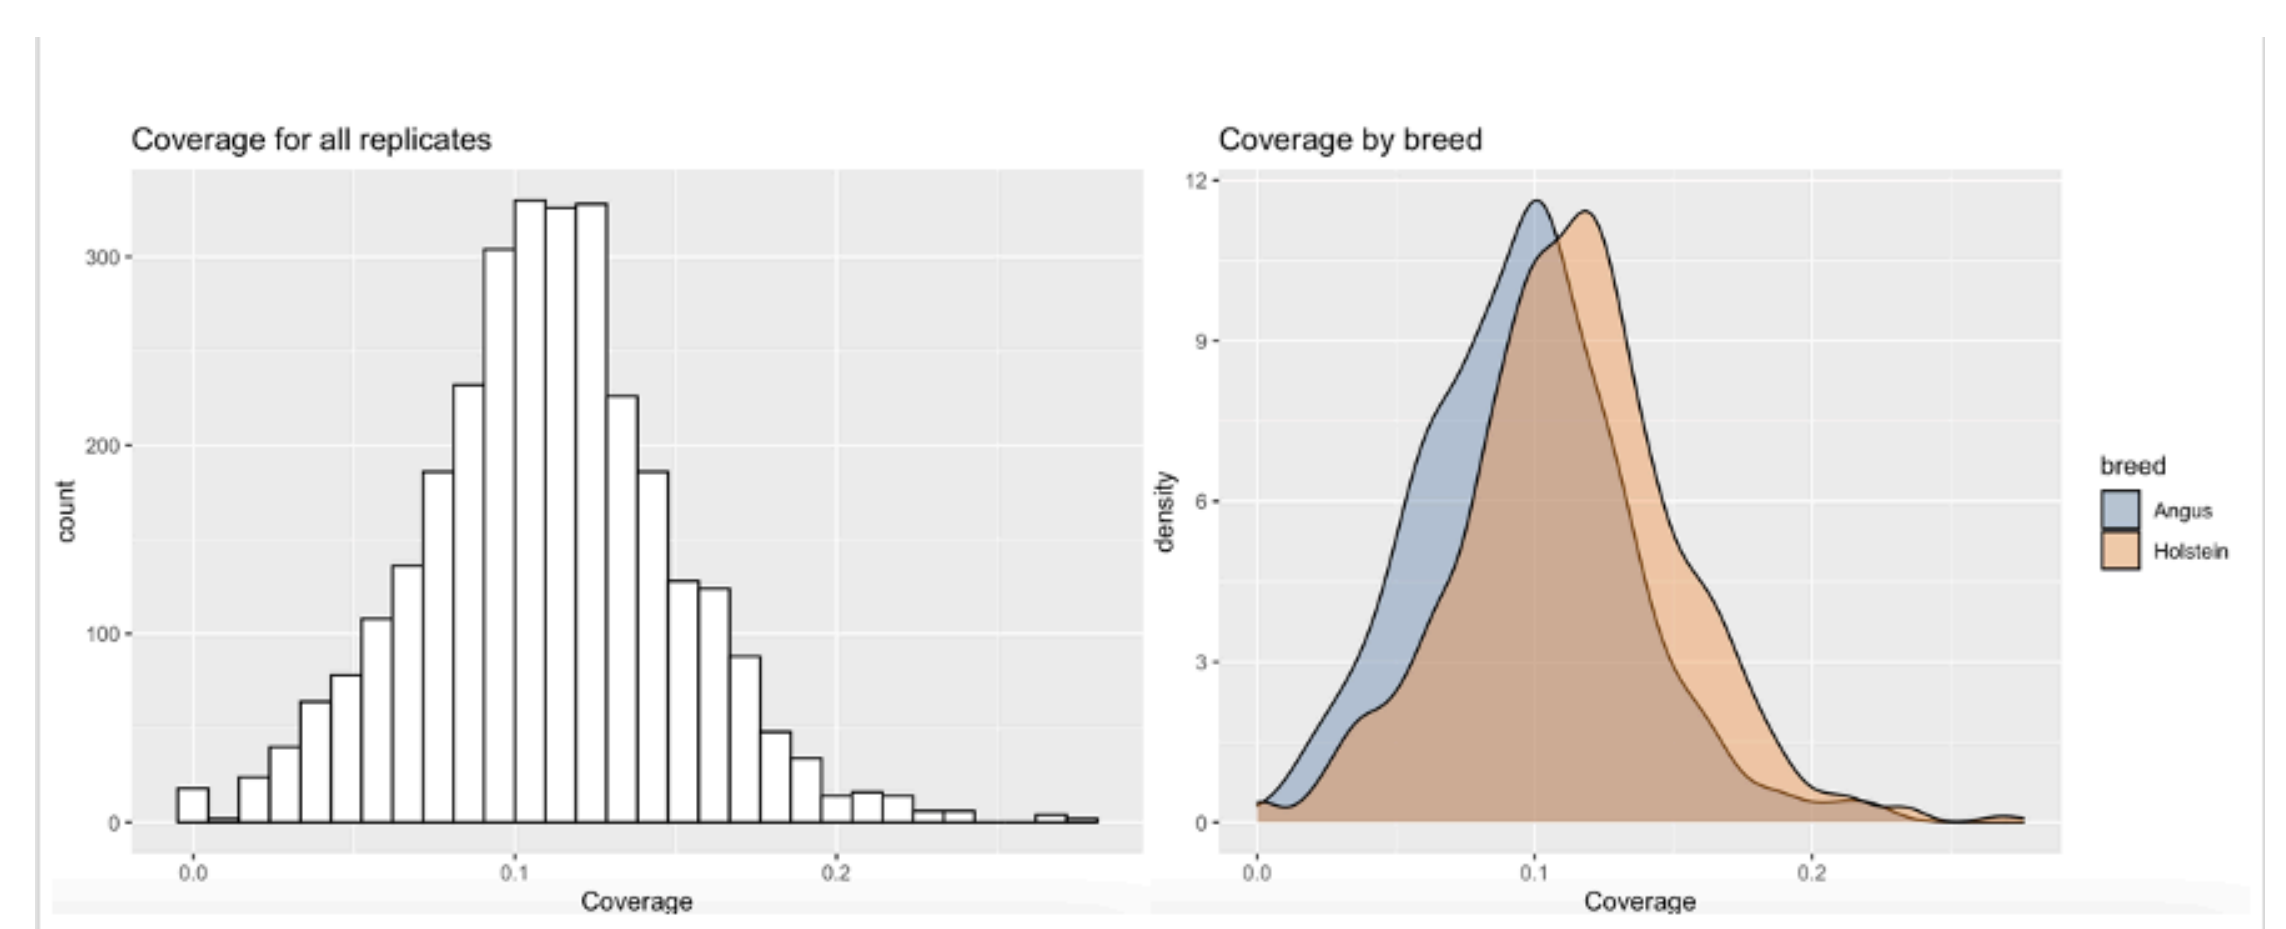 Coverage for all replicates
300
200
100
0
count
0.0 0.1 0.2
Coverage
Coverage by breed
12
9
6
3
0
density
0.0 0.1 0.2
Coverage
breed
Angus
Holstein